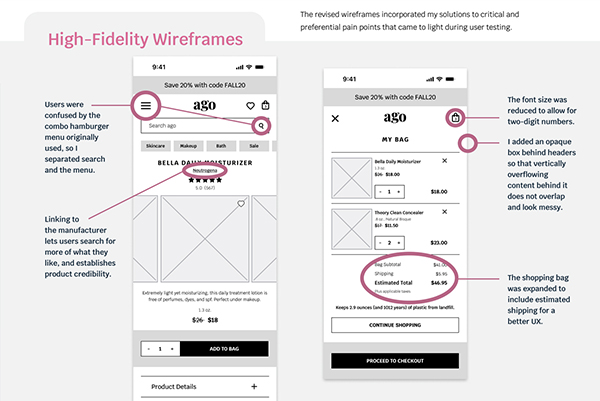 The revised wireframes incorporated my solutions to critical and
preferential pain points that came to light during user testing.
High-Fidelity Wireframes
Users were
confused by the
combo hamburger
menu originally
used, so I
separated search
and the menu.
Linking to
the manufacturer
lets users search for
more of what they
like, and establishes
product credibility.
9:41
Save 20% with code FALL20
ago
Search ago
Skincare Makeup Bath Sale
BELLA DAILY MOISTURIZER
Neutrogena
5.0 (567)
Extremely light yet moisturizing, this daily treatment lotion is
free of perfumes, dyes, and spf. Perfect under makeup.
1.3 oz
$26 $18
- 1 + ADD TO BAG
Product Details +
9:41
Save 20% with code FALL20
ago
MY BAG
Bella Daily Moisturizer
1.3 oz
$26 $18.00
- 1 + $18.00
Theory Clean Concealer
.6 oz, Natural Bisque
$11.50
- 2 + $23.00
Bag Subtotal $41.00
Shipping $5.95
Estimated Total $46.95
Plus applicable taxes
Keeps 2.9 ounces (and 1012 years) of plastic from landfill.
CONTINUE SHOPPING
PROCEED TO CHECKOUT
The font size was
reduced to allow for
two-digit numbers.
I added an opaque
box behind headers
so that vertically
overflowing
content behind it
does not overlap
and look messy.
The shopping bag
was expanded to
include estimated
shipping for a
better UX.